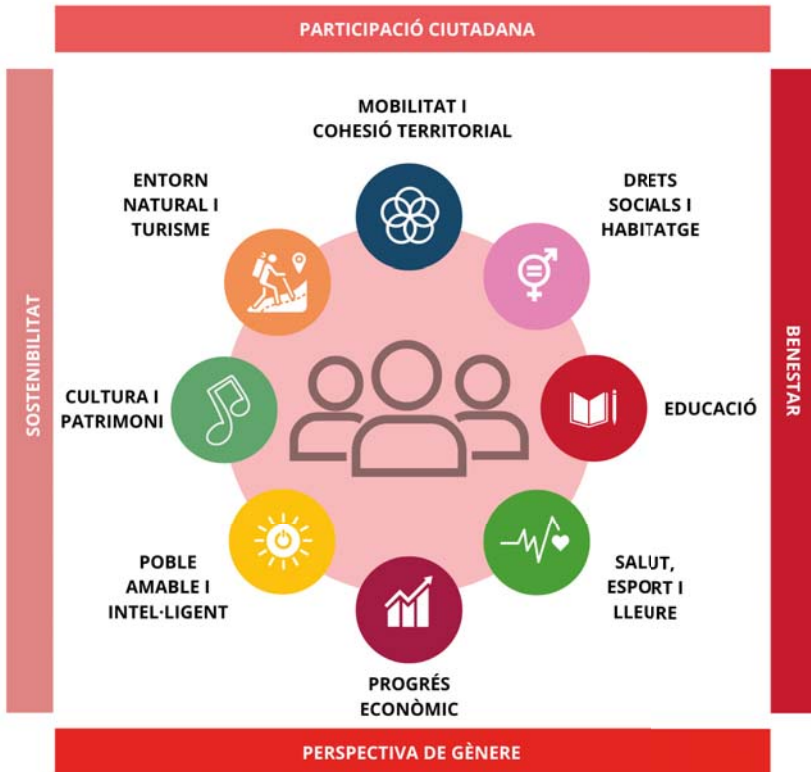 PARTICIPACIÓ CIUTADANA
MOBILITAT I
COHESIÓ TERRITORIAL
ENTORN
NATURAL I
TURISME
DRETS
SOCIALS I
HABITATGE
SOSTENIBILITAT
BENESTAR
CULTURA I
PATRIMONI
EDUCACIÓ
POBLE
AMABLE I
INTEL·LIGENT
SALUT,
ESPORT I
LLEURE
PROGRÉS
ECONÒMIC
PERSPECTIVA DE GÈNERE